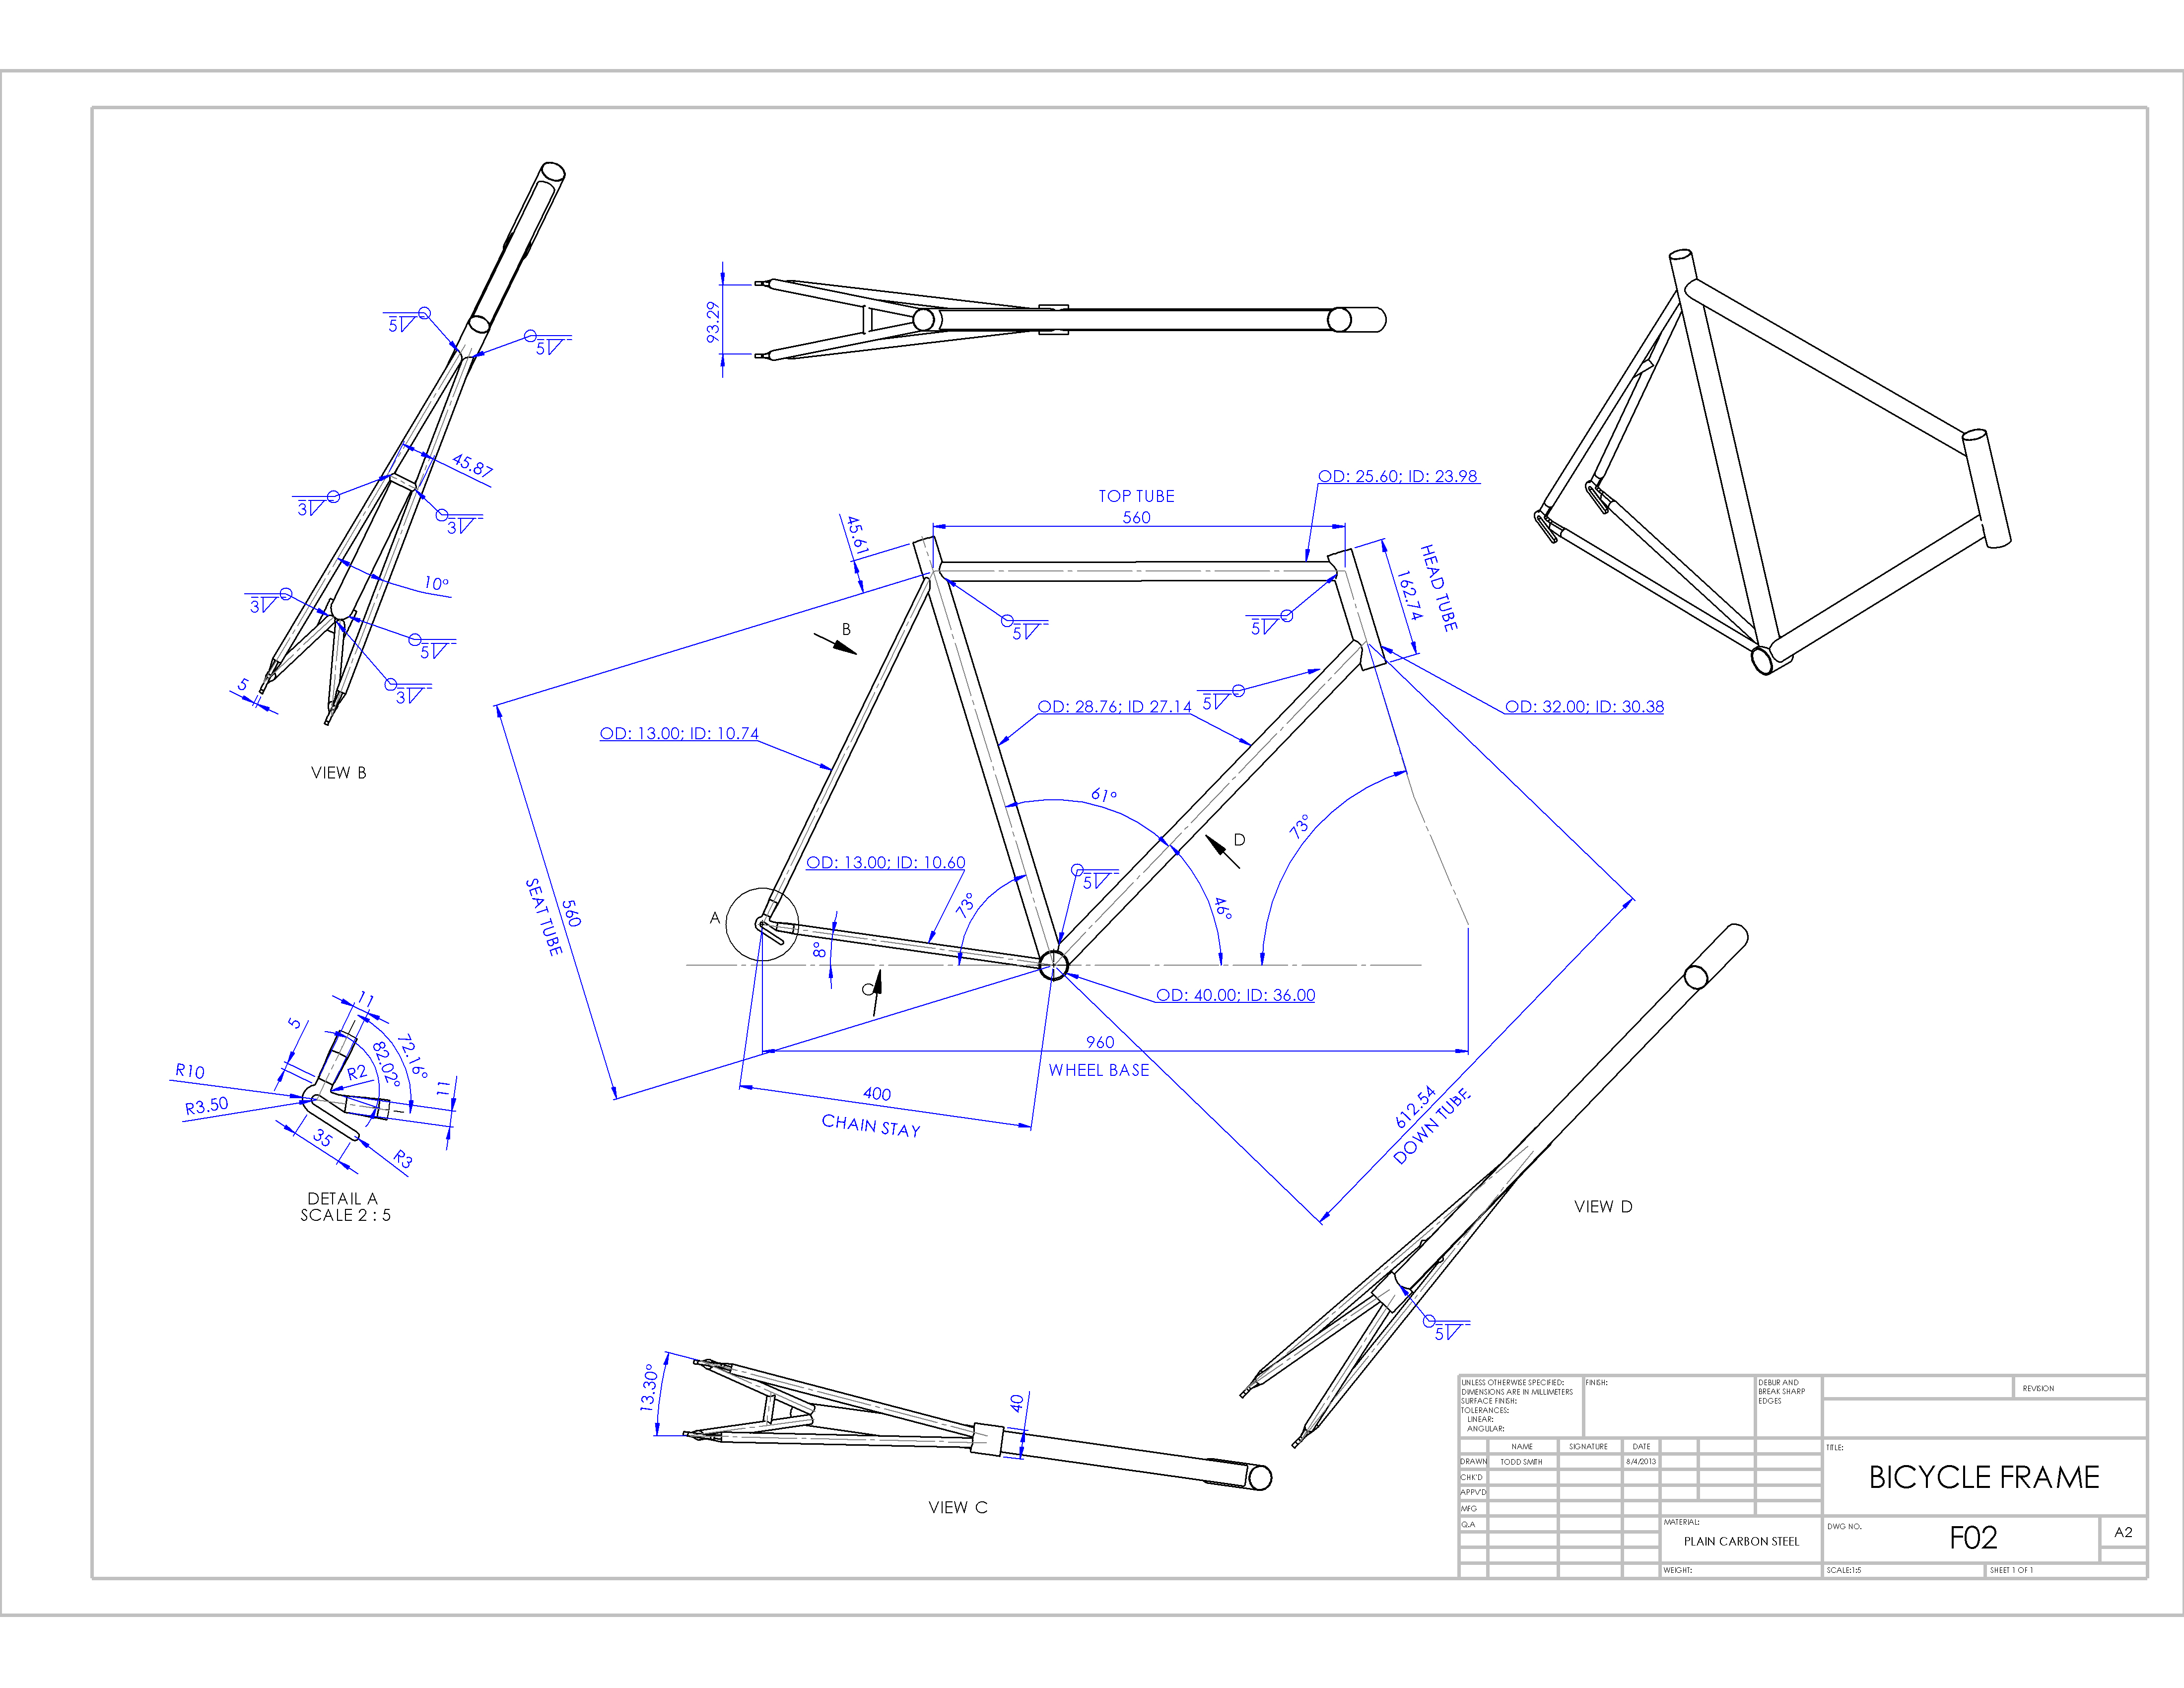 5
5
45.87
3
3
10°
3
5
3
5
VIEW B
93.29
TOP TUBE
560
OD: 25.60; ID: 23.98
45.61
HEAD TUBE
162.74
5
5
B
5
OD: 28.76; ID 27.14
OD: 32.00; ID: 30.38
OD: 13.00; ID: 10.74
61°
73°
D
OD: 13.00; ID: 10.60
5
73°
46°
A
8°
SEAT TUBE
560
C
OD: 40.00; ID: 36.00
960
WHEEL BASE
400
CHAIN STAY
612.54
DOWN TUBE
11
5
72.16°
82.02°
R2
R10
R3.50
11
35
R3
DETAIL A
SCALE 2 : 5
VIEW D
5
13.30°
40
VIEW C
UNLESS OTHERWISE SPECIFIED:
DIMENSIONS ARE IN MILLIMETERS
SURFACE FINISH:
TOLERANCES:
LINEAR:
ANGULAR:
FINISH:
DEBUR AND
BREAK SHARP
EDGES
REVISION
NAME SIGNATURE DATE
DRAWN TODD SMITH 8/4/2013
CHK'D
APPV'D
MFG
Q.A
TITLE:
BICYCLE FRAME
MATERIAL:
PLAIN CARBON STEEL
DWG NO.
F02
A2
WEIGHT:
SCALE:1:5
SHEET 1 OF 1